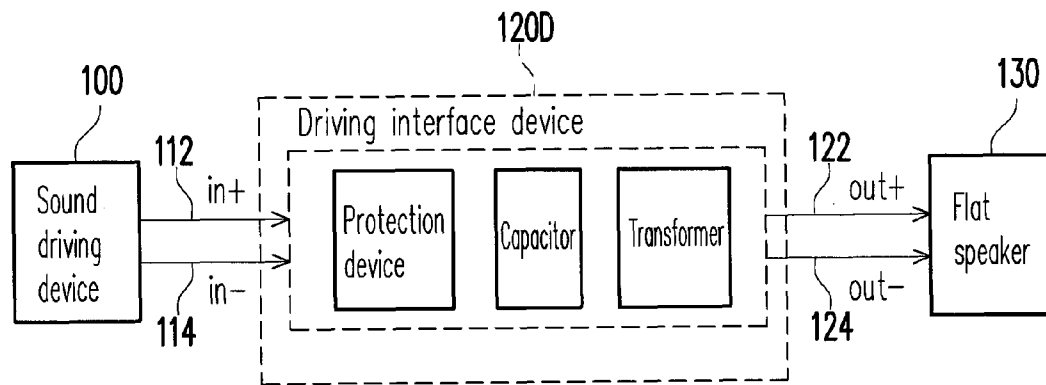 120D
100
130
Driving interface device
112
in+
122
out+
Sound
driving
device
Protection
device
Capacitor
Transformer
Flat
speaker
in-
114
out-
124